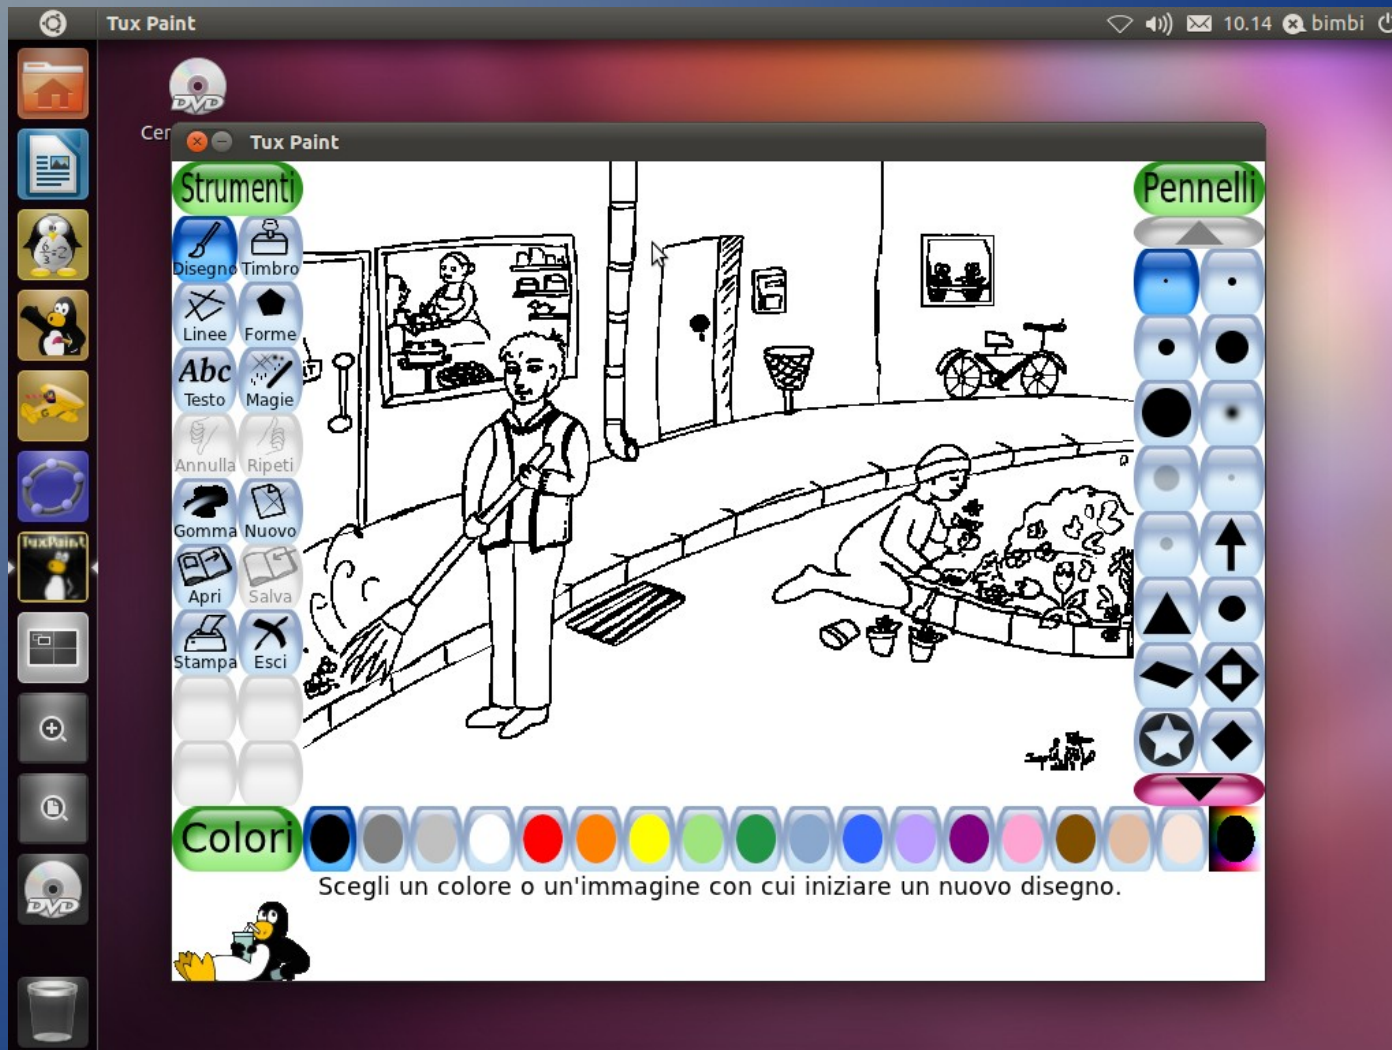 Tux Paint
10.14
bimbi
DVD
Cer
Tux Paint
Strumenti
Pennelli
Disegno Timbro
Linee Forme
Abc
Testo Magie
Annulla Ripeti
Gomma Nuovo
Apri Salva
Stampa Esci
TuxPaint
DVD
Colori
Scegli un colore o un'immagine con cui iniziare un nuovo disegno.